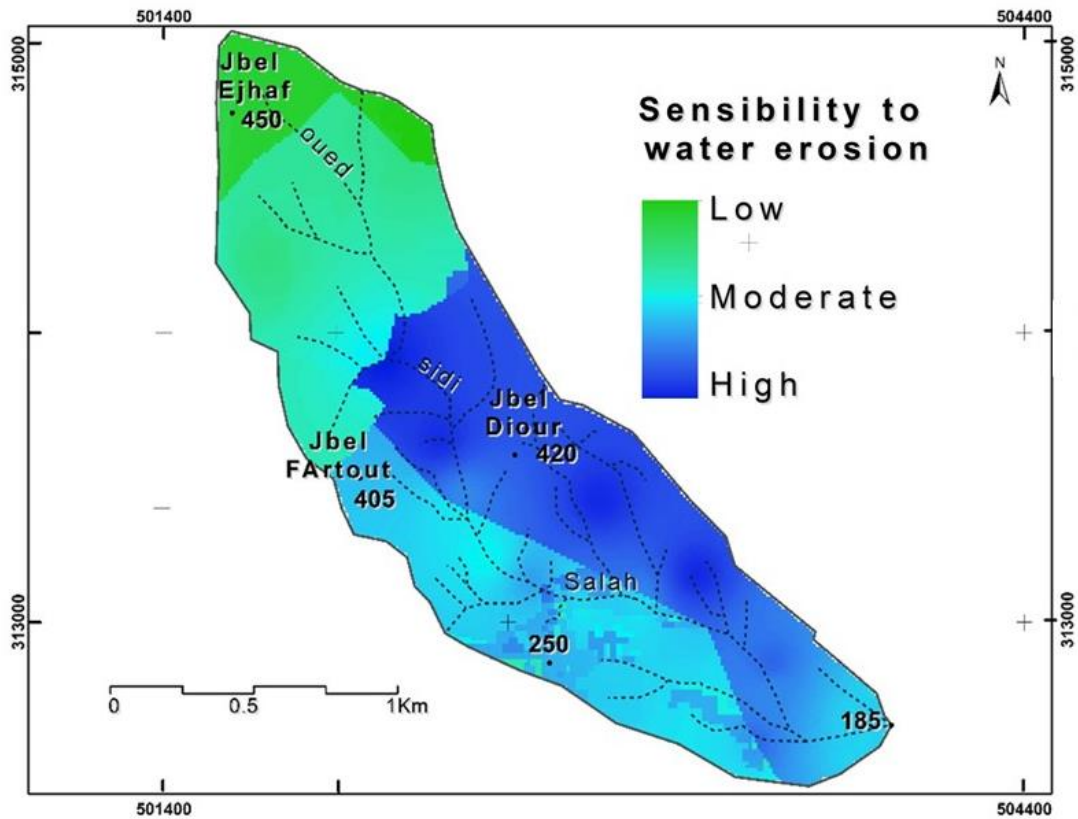 501400
504400
315000
315000
N
Jbel
Ejhaf
450
oued
Sensibility to
water erosion
Low
Moderate
High
sidi
Jbel
Diour
420
Jbel
FArtout
405
Salah
250
185
313000
313000
0 0.5 1Km
501400
504400